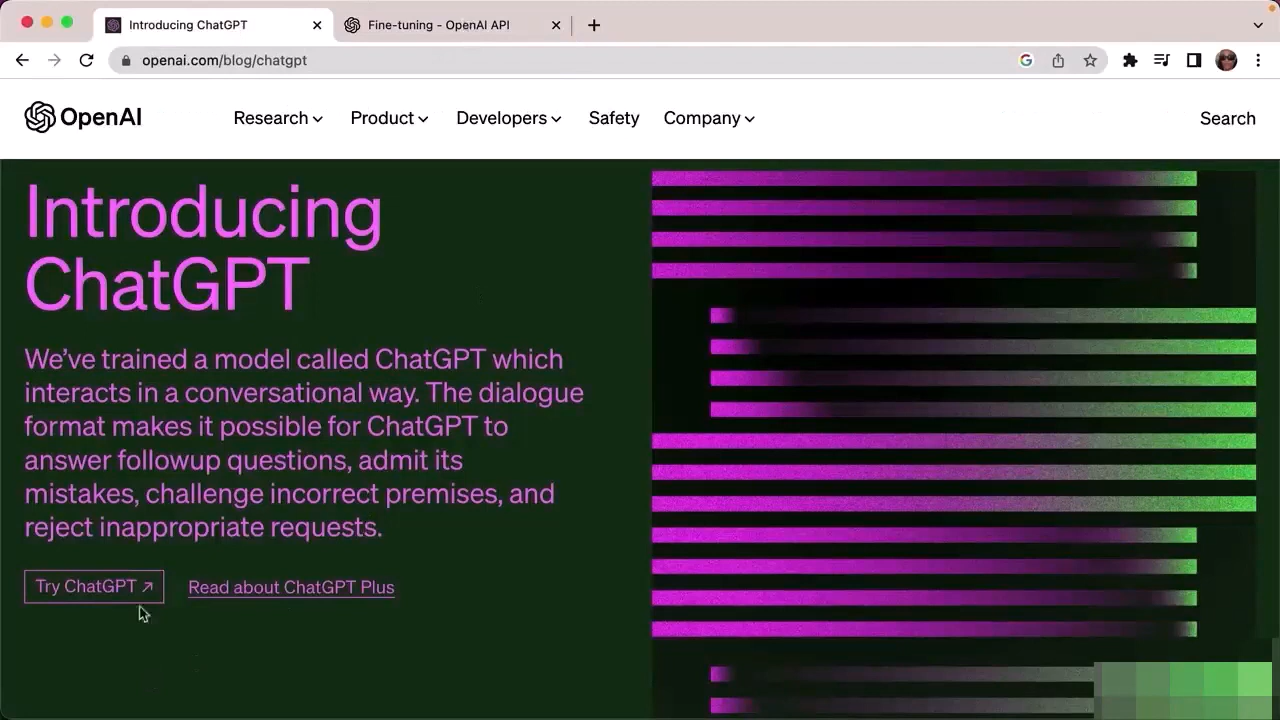 Introducing ChatGPT
Fine-tuning - OpenAI API
openai.com/blog/chatgpt
OpenAI
Research
Product
Developers
Safety
Company
Search
Introducing
ChatGPT
We’ve trained a model called ChatGPT which
interacts in a conversational way. The dialogue
format makes it possible for ChatGPT to
answer followup questions, admit its
mistakes, challenge incorrect premises, and
reject inappropriate requests.
Try ChatGPT ↗
Read about ChatGPT Plus